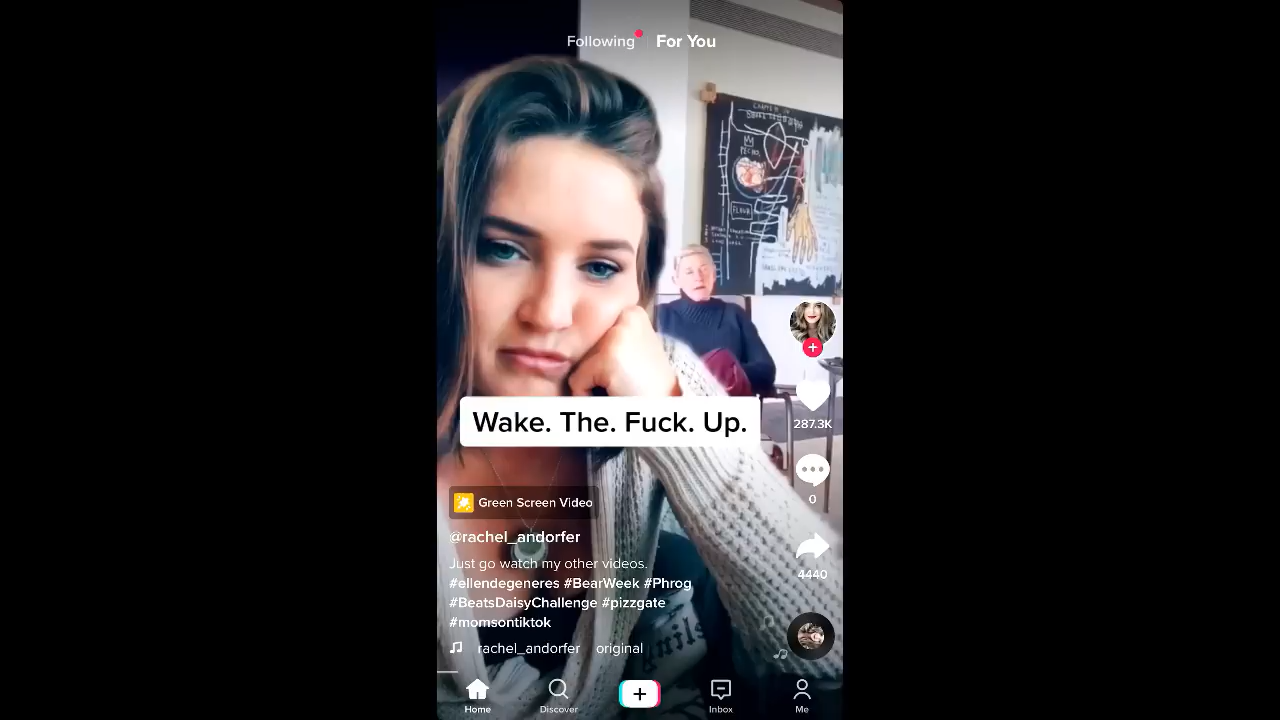 Following
For You
Wake. The. Fuck. Up.
287.3K
0
4440
Green Screen Video
@rachel_andorfer
Just go watch my other videos.
#ellendegeneres #BearWeek #Phrog
#BeatsDaisyChallenge #pizzgate
#momsontiktok
rachel_andorfer original
Home
Discover
Inbox
Me